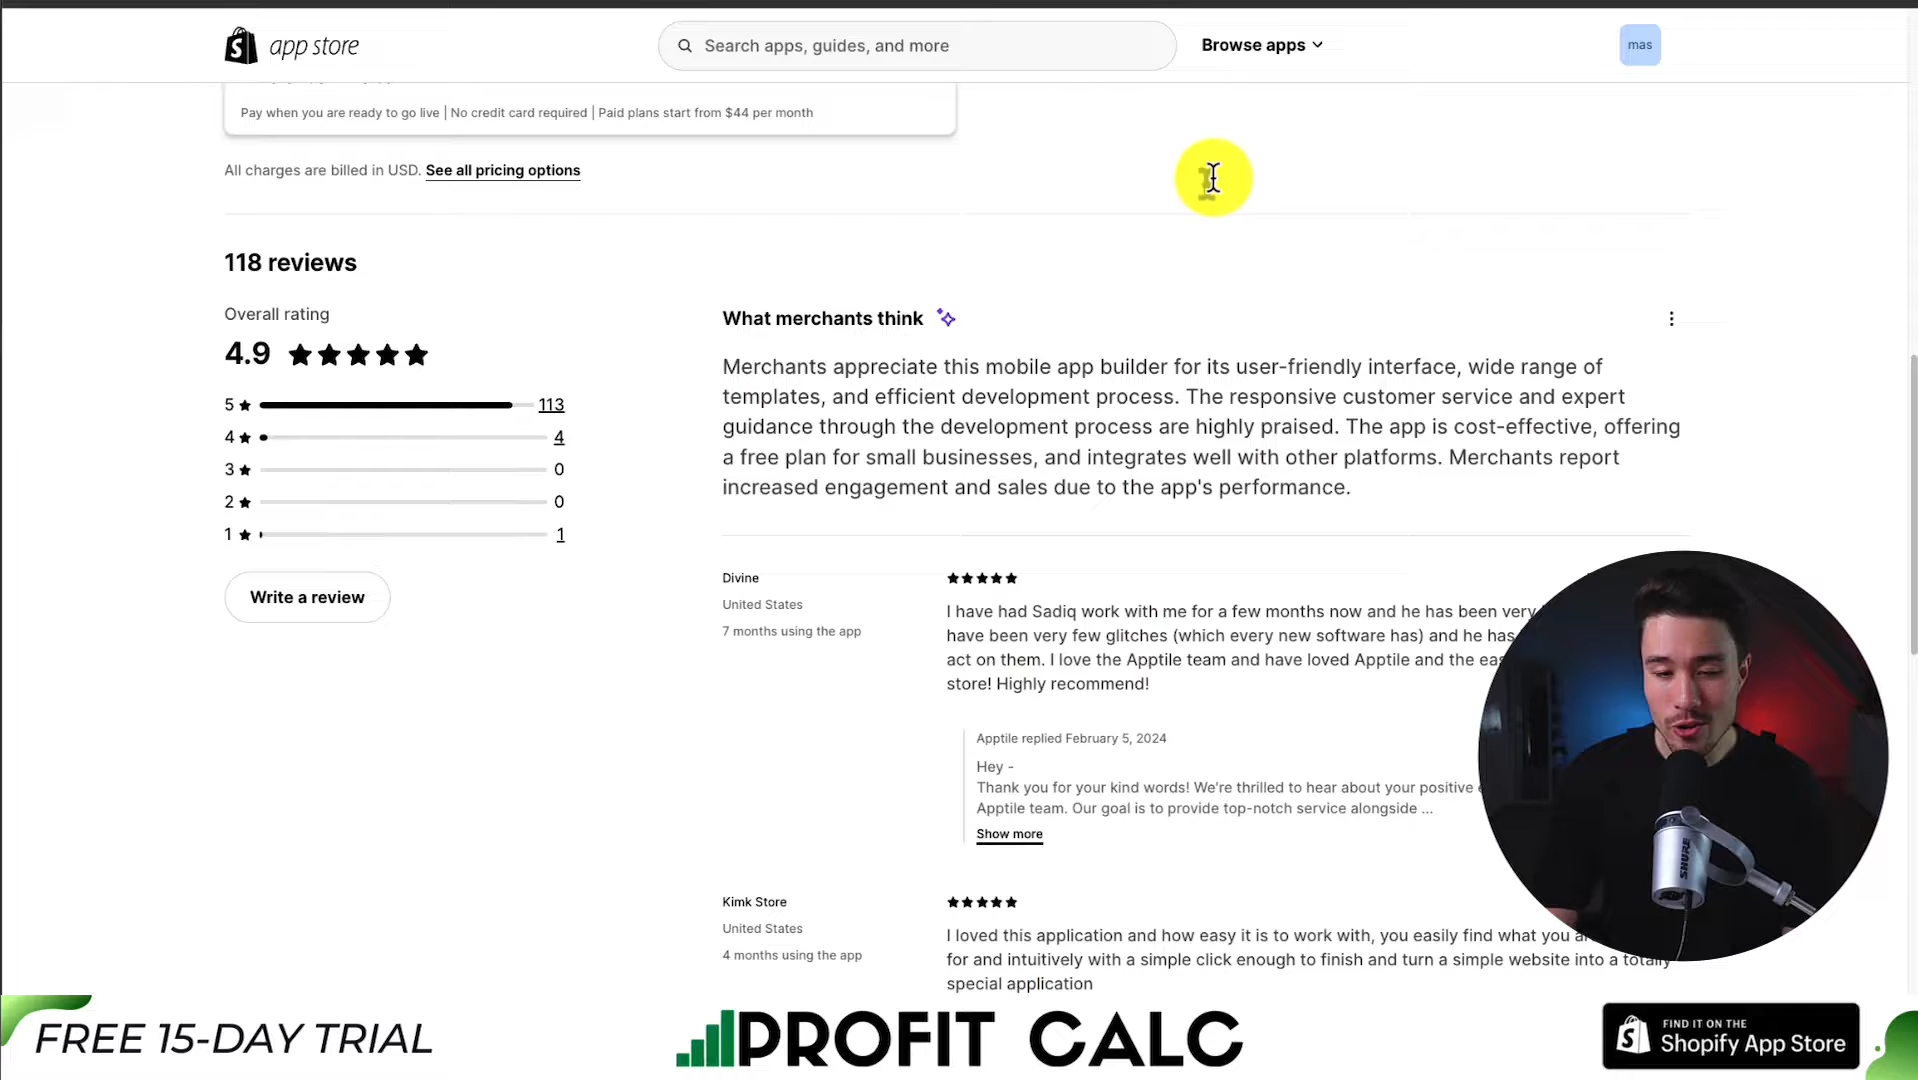 app store
Search apps, guides, and more
Browse apps
mas
Pay when you are ready to go live | No credit card required | Paid plans start from $44 per month
All charges are billed in USD. See all pricing options
118 reviews
Overall rating
4.9
5 113
4 4
3 0
2 0
1 1
Write a review
What merchants think
Merchants appreciate this mobile app builder for its user-friendly interface, wide range of
templates, and efficient development process. The responsive customer service and expert
guidance through the development process are highly praised. The app is cost-effective, offering
a free plan for small businesses, and integrates well with other platforms. Merchants report
increased engagement and sales due to the app's performance.
Divine
United States
7 months using the app
I have had Sadiq work with me for a few months now and he has been very
have been very few glitches (which every new software has) and he has
act on them. I love the Apptile team and have loved Apptile and the
store! Highly recommend!
Apptile replied February 5, 2024
Hey -
Thank you for your kind words! We're thrilled to hear about your positive
Apptile team. Our goal is to provide top-notch service alongside ...
Show more
Kimk Store
United States
4 months using the app
I loved this application and how easy it is to work with, you easily find what you
for and intuitively with a simple click enough to finish and turn a simple website into a totally
special application
SHURE
FREE 15-DAY TRIAL
PROFIT CALC
FIND IT ON THE
Shopify App Store